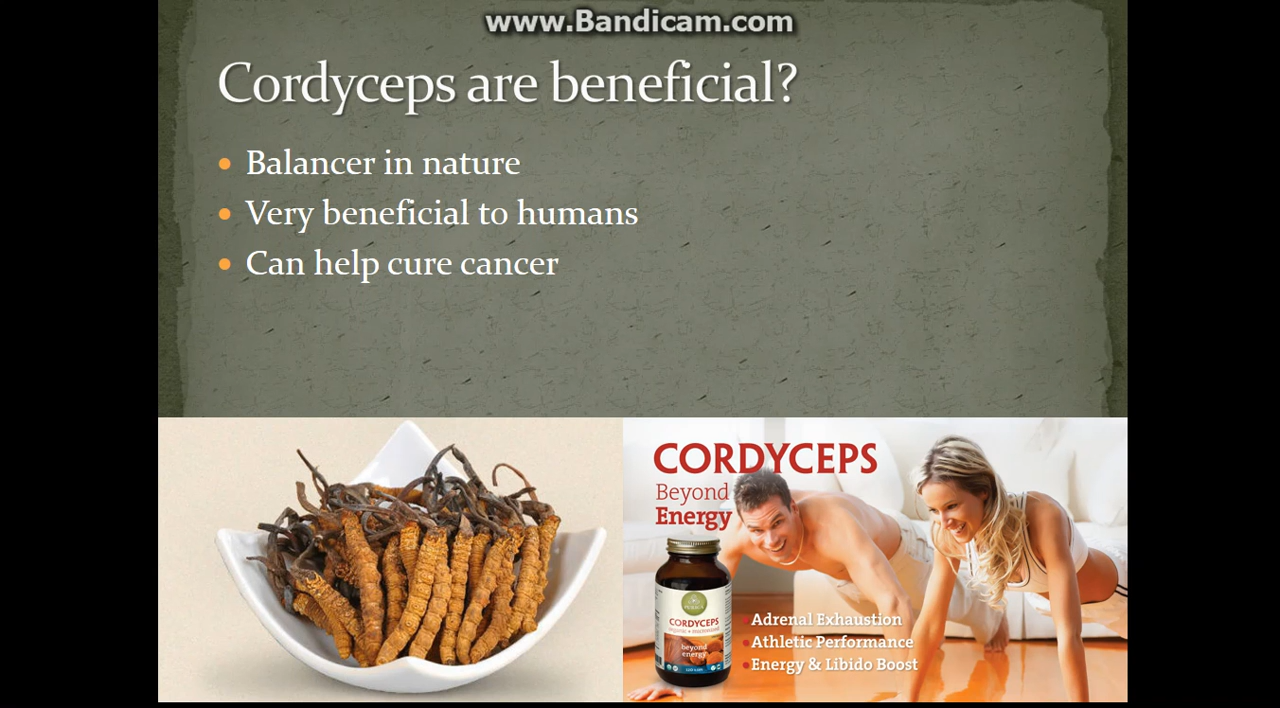 www.Bandicam.com
Cordyceps are beneficial?
Balancer in nature
Very beneficial to humans
Can help cure cancer
CORDYCEPS
Beyond
Energy
CORDYCEPS
beyond
energy
Adrenal Exhaustion
Athletic Performance
Energy & Libido Boost